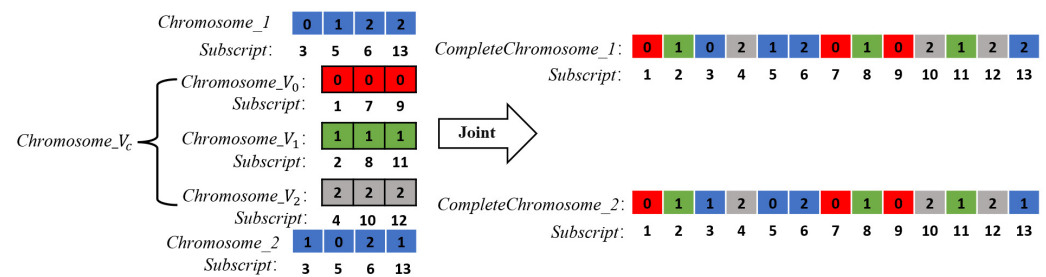 Chromosome_1 0 1 2 2
Subscript: 3 5 6 13
Chromosome_V0: 0 0 0
Subscript: 1 7 9
Chromosome_Vc
Chromosome_V1: 1 1 1
Subscript: 2 8 11
Chromosome_V2: 2 2 2
Subscript: 4 10 12
Chromosome_2 1 0 2 1
Subscript: 3 5 6 13
Joint
CompleteChromosome_1: 0 1 0 2 1 2 0 1 0 2 1 2 2
Subscript: 1 2 3 4 5 6 7 8 9 10 11 12 13
CompleteChromosome_2: 0 1 1 2 0 2 0 1 0 2 1 2 1
Subscript: 1 2 3 4 5 6 7 8 9 10 11 12 13